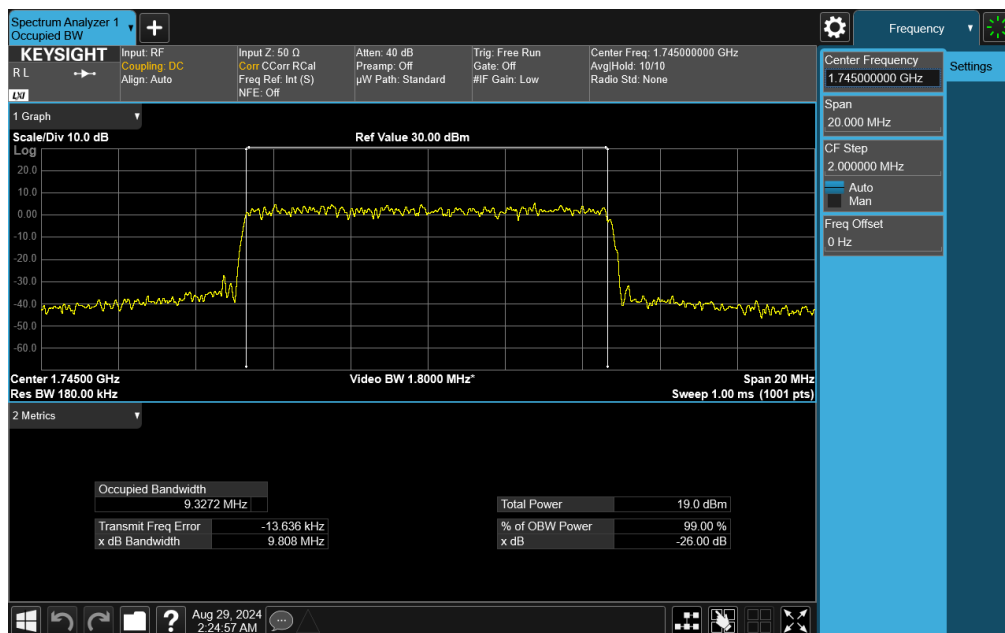 Spectrum Analyzer 1
Occupied BW
+
Frequency
KEYSIGHT
R L
LXI
Input: RF
Coupling: DC
Align: Auto
Input Z: 50 Ω
Corr CCorr RCal
Freq Ref: Int (S)
NFE: Off
Atten: 40 dB
Preamp: Off
µW Path: Standard
Trig: Free Run
Gate: Off
#IF Gain: Low
Center Freq: 1.745000000 GHz
Avg|Hold: 10/10
Radio Std: None
Center Frequency
1.745000000 GHz
Settings
Span
20.000 MHz
CF Step
2.000000 MHz
Auto
Man
Freq Offset
0 Hz
1 Graph
Scale/Div 10.0 dB
Ref Value 30.00 dBm
Log
20.0
10.0
0.00
-10.0
-20.0
-30.0
-40.0
-50.0
-60.0
Center 1.74500 GHz
Video BW 1.8000 MHz*
Span 20 MHz
Res BW 180.00 kHz
Sweep 1.00 ms (1001 pts)
2 Metrics
Occupied Bandwidth
9.3272 MHz
Total Power 19.0 dBm
Transmit Freq Error -13.636 kHz
% of OBW Power 99.00 %
x dB Bandwidth 9.808 MHz
x dB -26.00 dB
?
Aug 29, 2024
2:24:57 AM